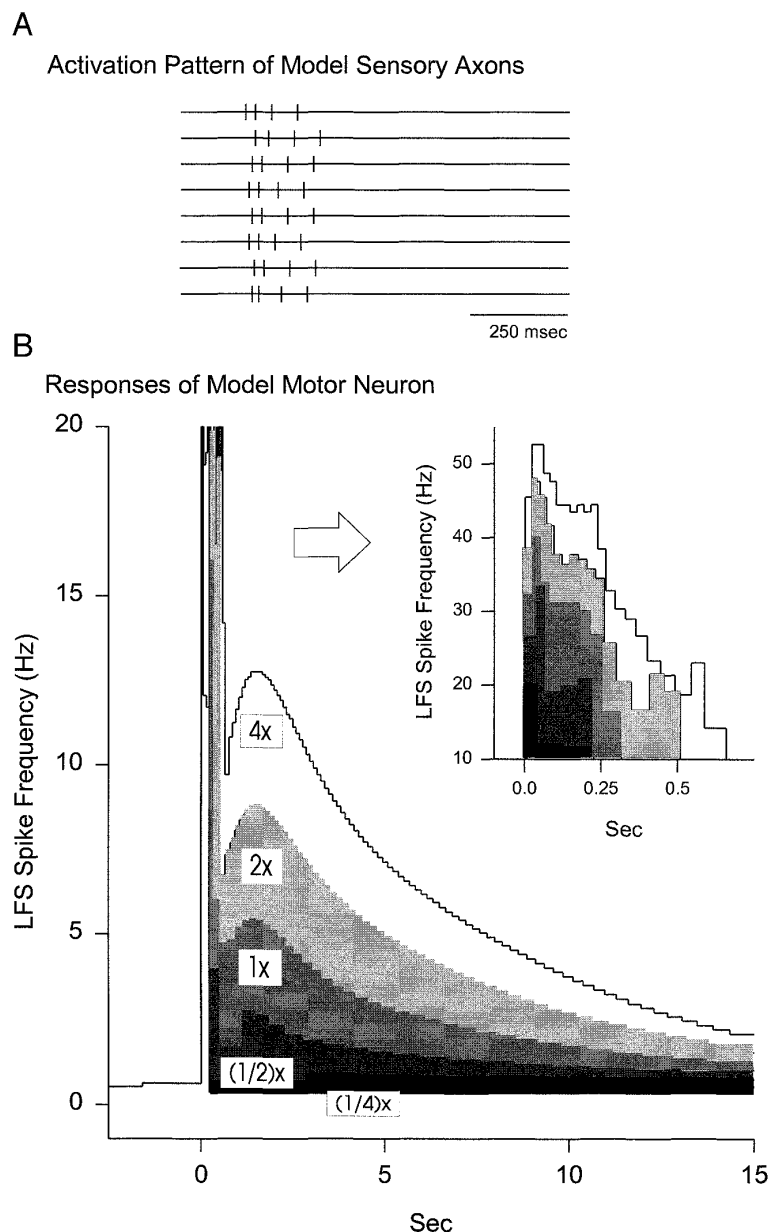 A
Activation Pattern of Model Sensory Axons
250 msec
B
Responses of Model Motor Neuron
LFS Spike Frequency (Hz)
20
15
10
5
0
4x
2x
1x
(1/2)x
(1/4)x
0
5
10
15
Sec
LFS Spike Frequency (Hz)
50
40
30
20
10
0.0
0.25
0.5
Sec